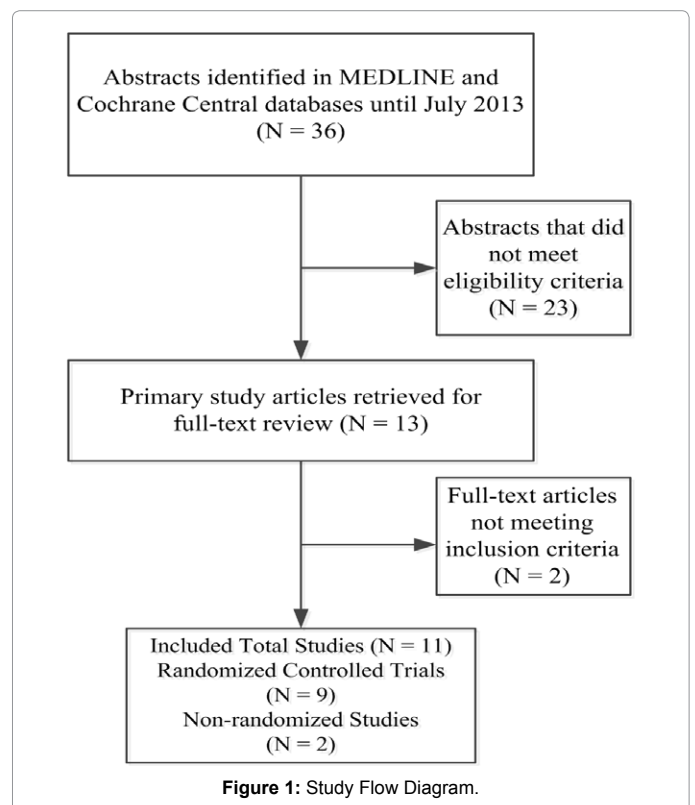 Abstracts identified in MEDLINE and
Cochrane Central databases until July 2013
(N = 36)
Abstracts that did
not meet
eligibility criteria
(N = 23)
Primary study articles retrieved for
full-text review (N = 13)
Full-text articles
not meeting
inclusion criteria
(N = 2)
Included Total Studies (N = 11)
Randomized Controlled Trials
(N = 9)
Non-randomized Studies
(N = 2)
Figure 1: Study Flow Diagram.